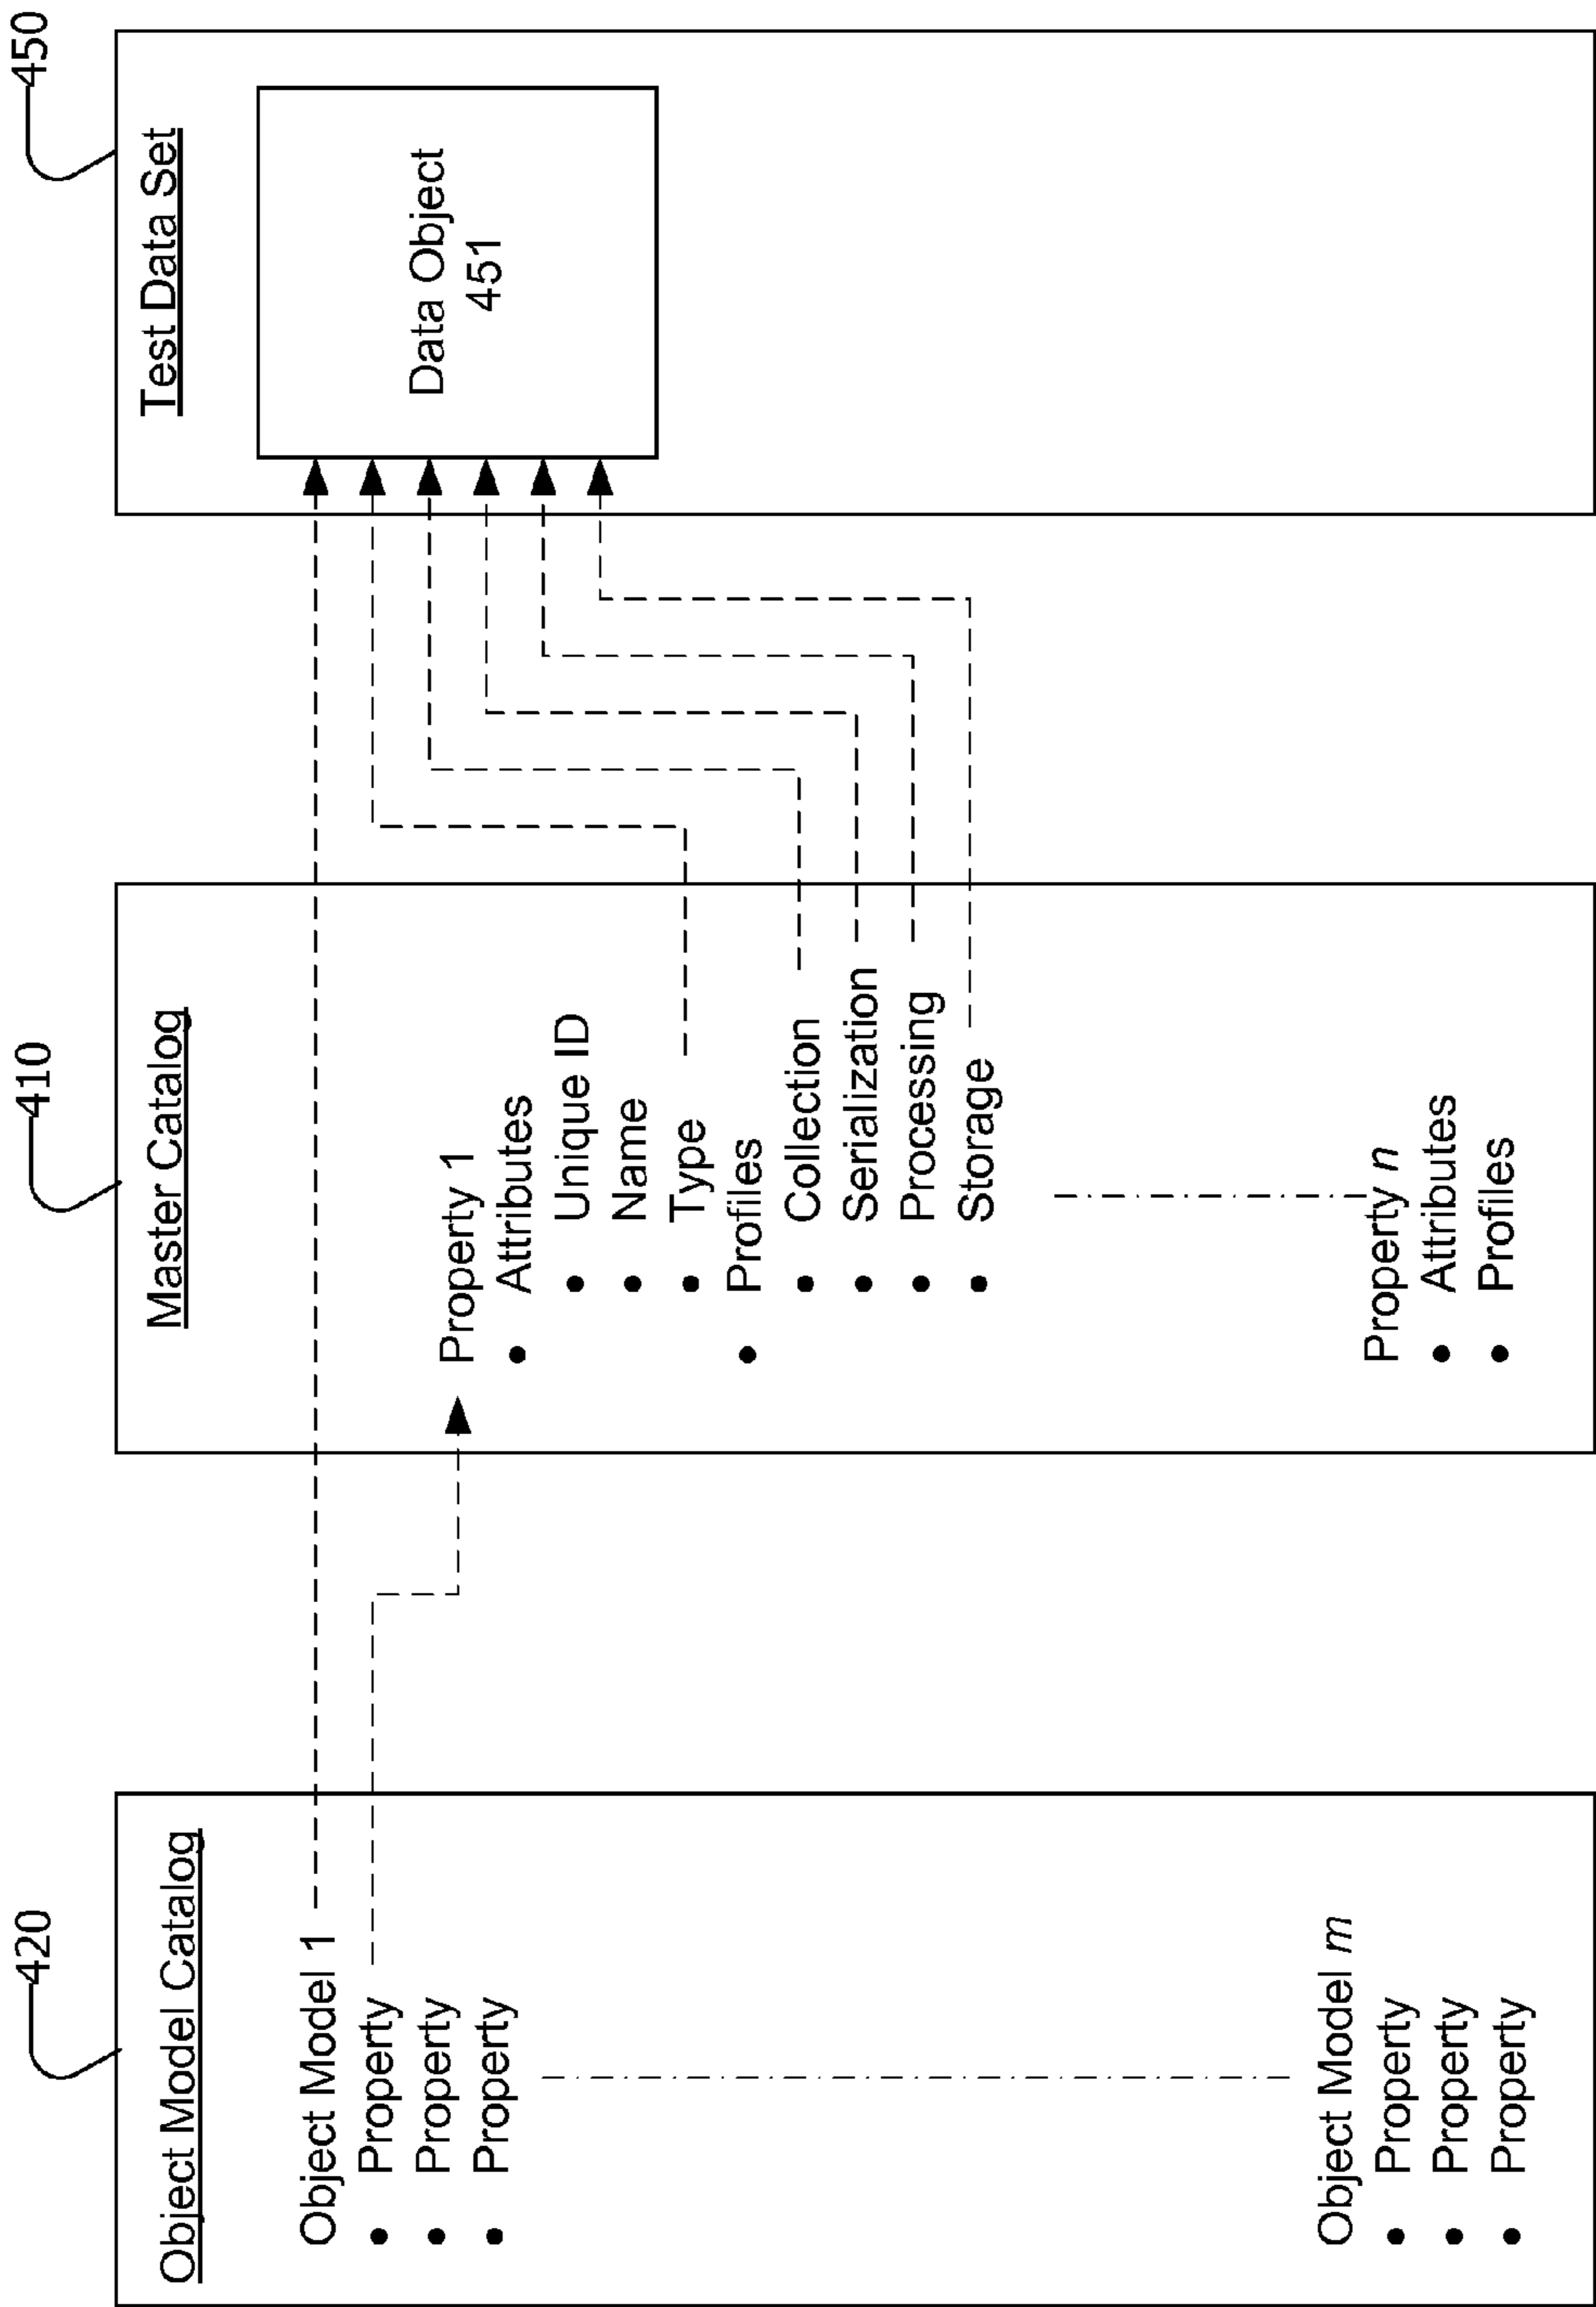 420
Object Model Catalog
Object Model 1
• Property
• Property
• Property
Object Model m
• Property
• Property
• Property
410
Master Catalog
Property 1
• Attributes
• Unique ID
• Name
• Type
• Profiles
• Collection
• Serialization
• Processing
• Storage
Property n
• Attributes
• Profiles
450
Test Data Set
Data Object
451